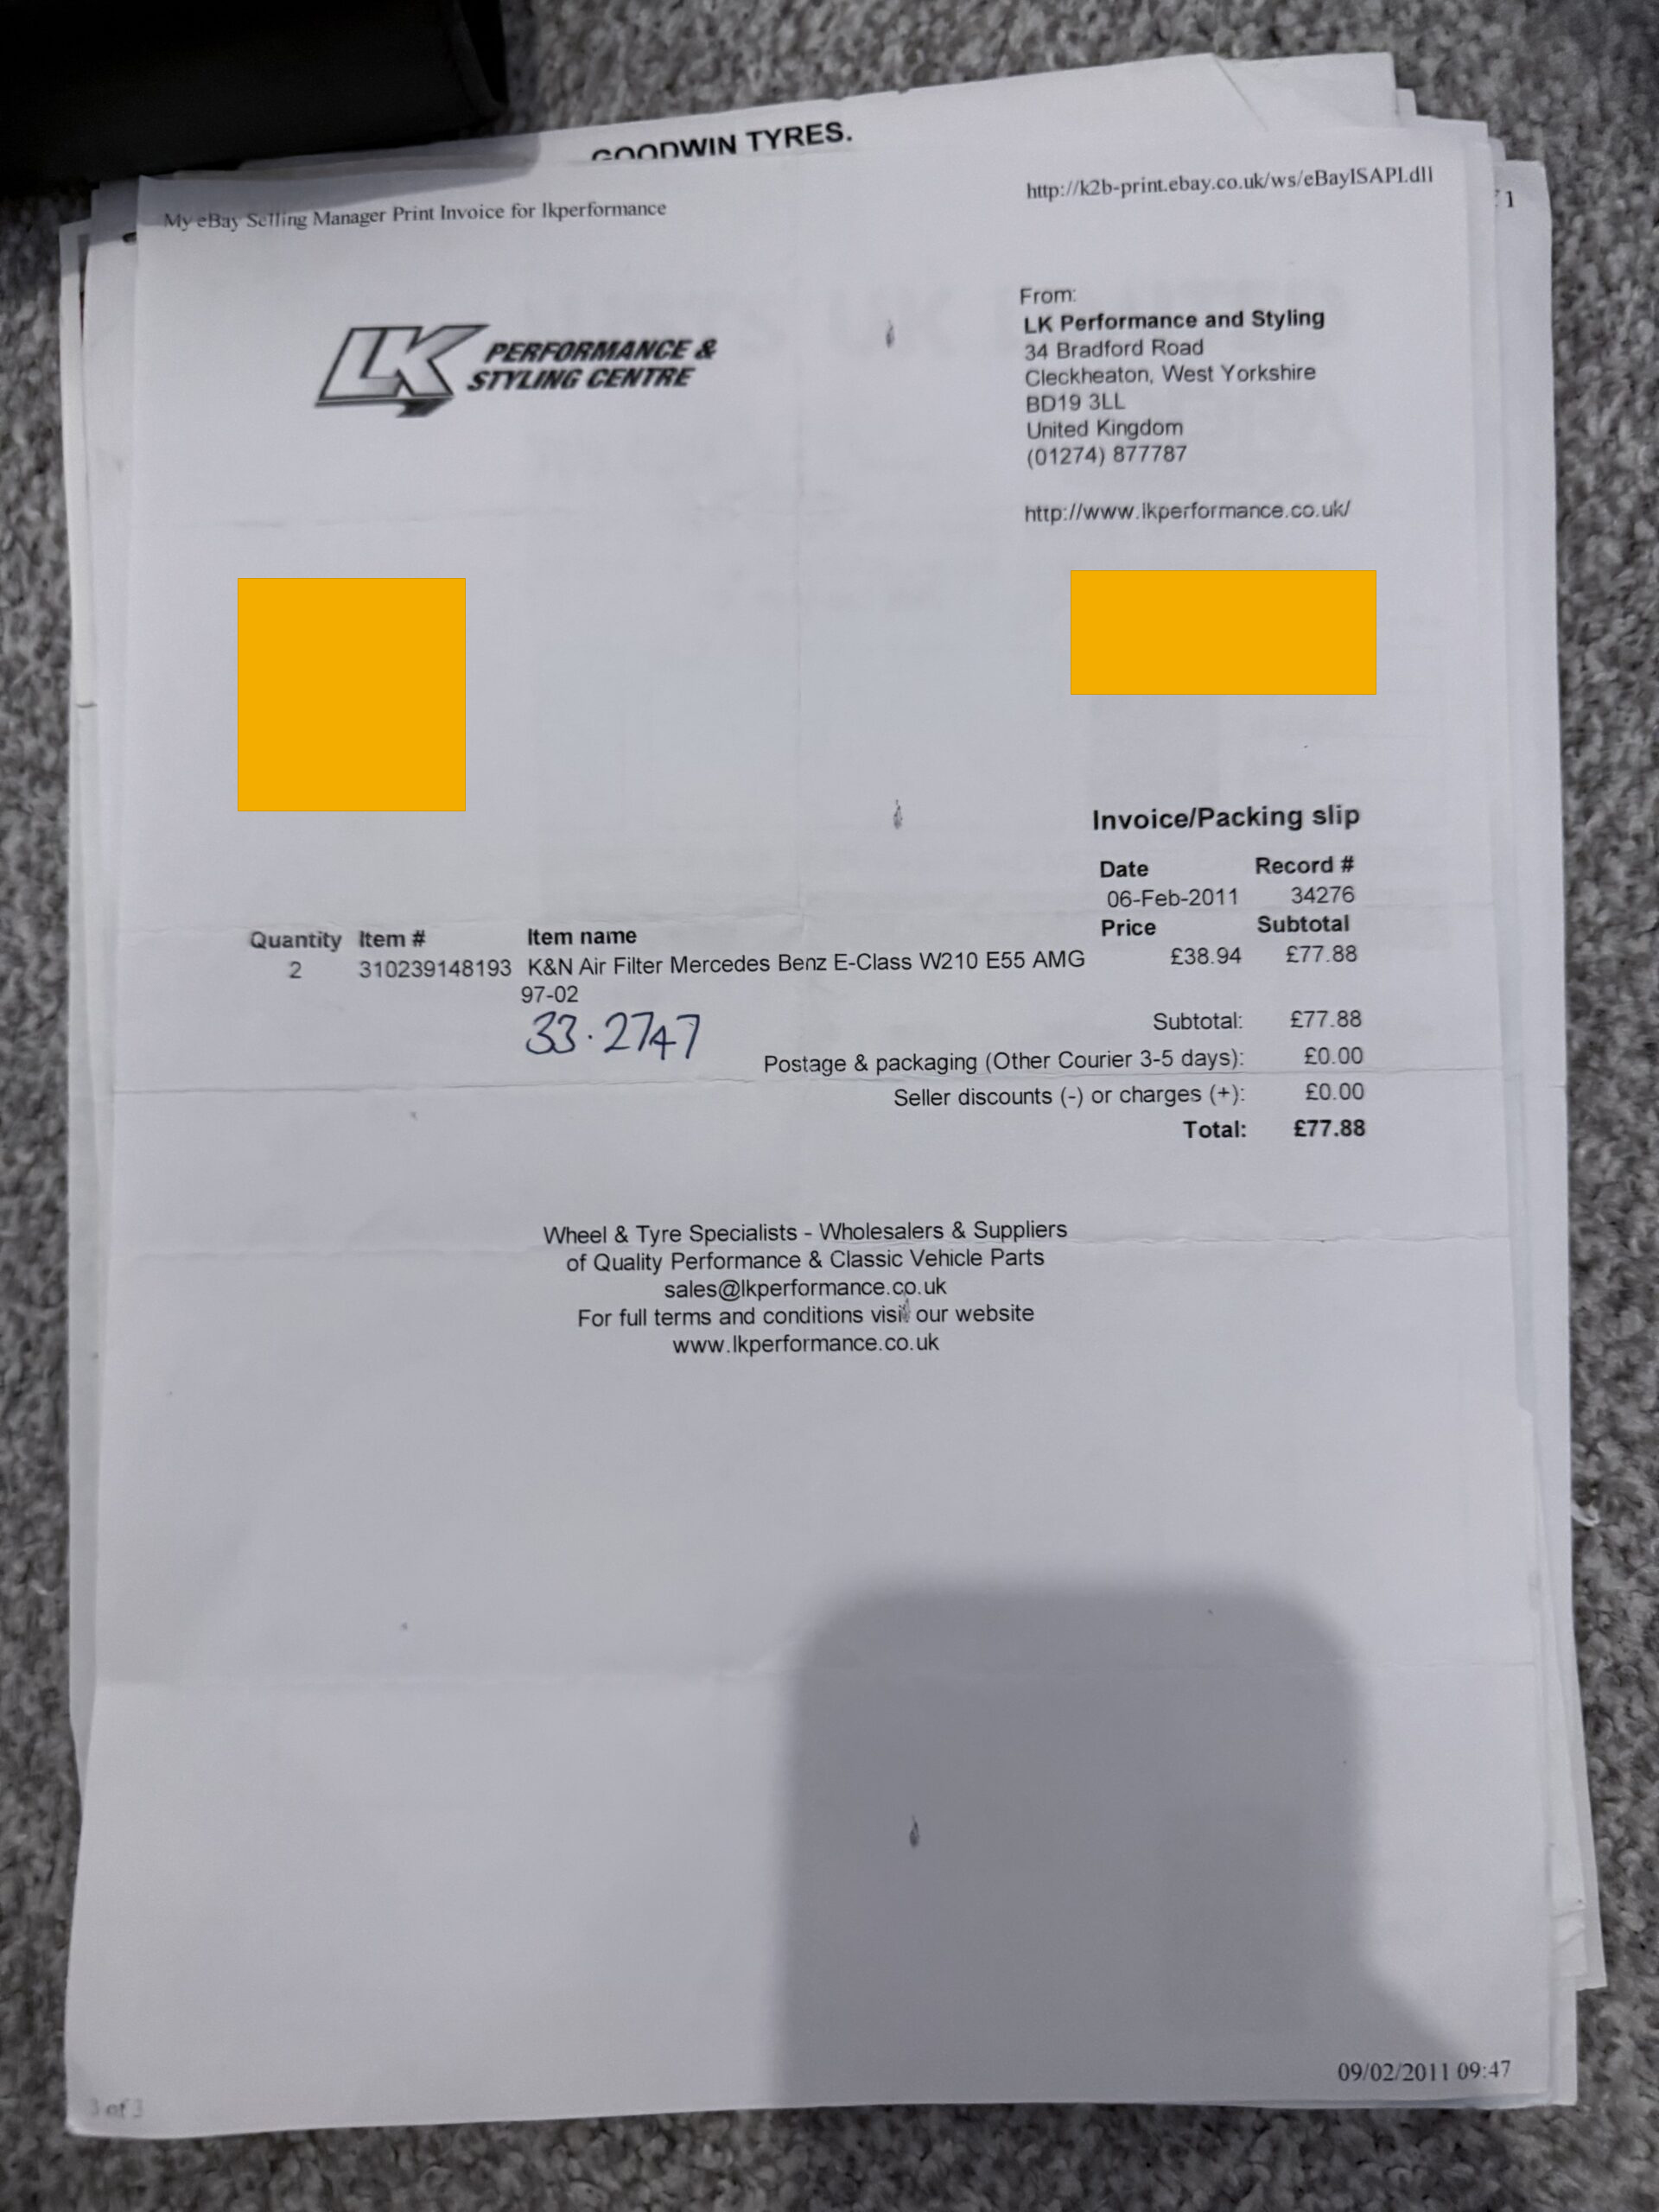 GOODWIN TYRES.
My eBay Selling Manager Print Invoice for lkperformance
http://k2b-print.ebay.co.uk/ws/eBayISAPI.dll
1
LK PERFORMANCE &
STYLING CENTRE
From:
LK Performance and Styling
34 Bradford Road
Cleckheaton, West Yorkshire
BD19 3LL
United Kingdom
(01274) 877787
http://www.lkperformance.co.uk/
Invoice/Packing slip
Date Record #
06-Feb-2011 34276
Quantity Item # Item name Price Subtotal
2 310239148193 K&N Air Filter Mercedes Benz E-Class W210 E55 AMG £38.94 £77.88
97-02
33.2747
Subtotal: £77.88
Postage & packaging (Other Courier 3-5 days): £0.00
Seller discounts (-) or charges (+): £0.00
Total: £77.88
Wheel & Tyre Specialists - Wholesalers & Suppliers
of Quality Performance & Classic Vehicle Parts
sales@lkperformance.co.uk
For full terms and conditions visit our website
www.lkperformance.co.uk
3 of 3
09/02/2011 09:47